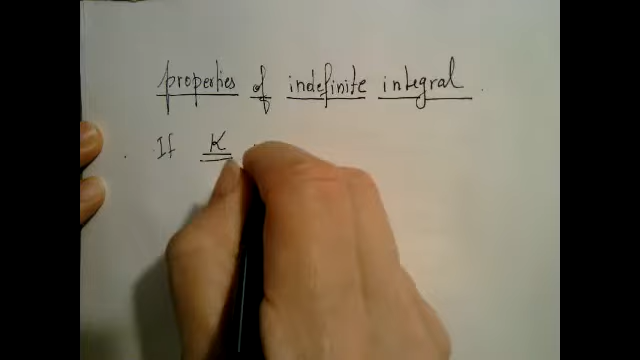 properties of indefinite integral.
. If K